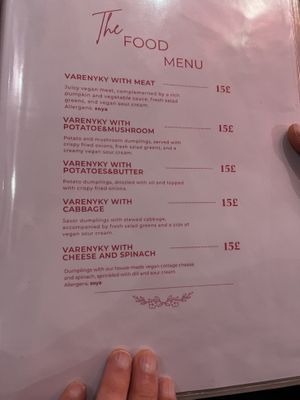 The
FOOD
MENU
VARENYKY WITH MEAT 15£
Juicy vegan meat, complemented by a rich
pumpkin and vegetable sauce, fresh salad
greens, and vegan sour cream.
Allergens: soya
VARENYKY WITH
POTATOE&MUSHROOM 15£
Potato and mushroom dumplings, served with
crispy fried onions, fresh salad greens, and a
creamy vegan sour cream.
VARENYKY WITH
POTATOES&BUTTER 15£
Potato dumplings, drizzled with oil and topped
with crispy fried onions.
VARENYKY WITH
CABBAGE 15£
Savor dumplings with stewed cabbage,
accompanied by fresh salad greens and a side of
vegan sour cream.
VARENYKY WITH
CHEESE AND SPINACH 15£
Dumplings with our house-made vegan cottage cheese
and spinach, sprinkled with dill and sour cream
Allergens: soya